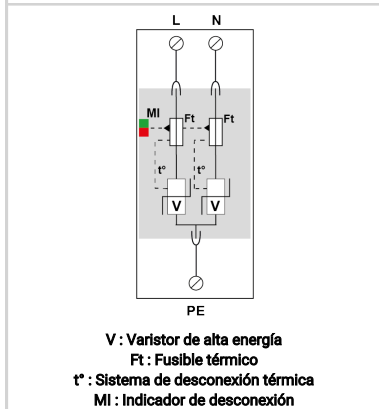 L N
MI
Ft Ft
t° t°
V V
PE
V : Varistor de alta energía
Ft : Fusible térmico
t° : Sistema de desconexión térmica
MI : Indicador de desconexión